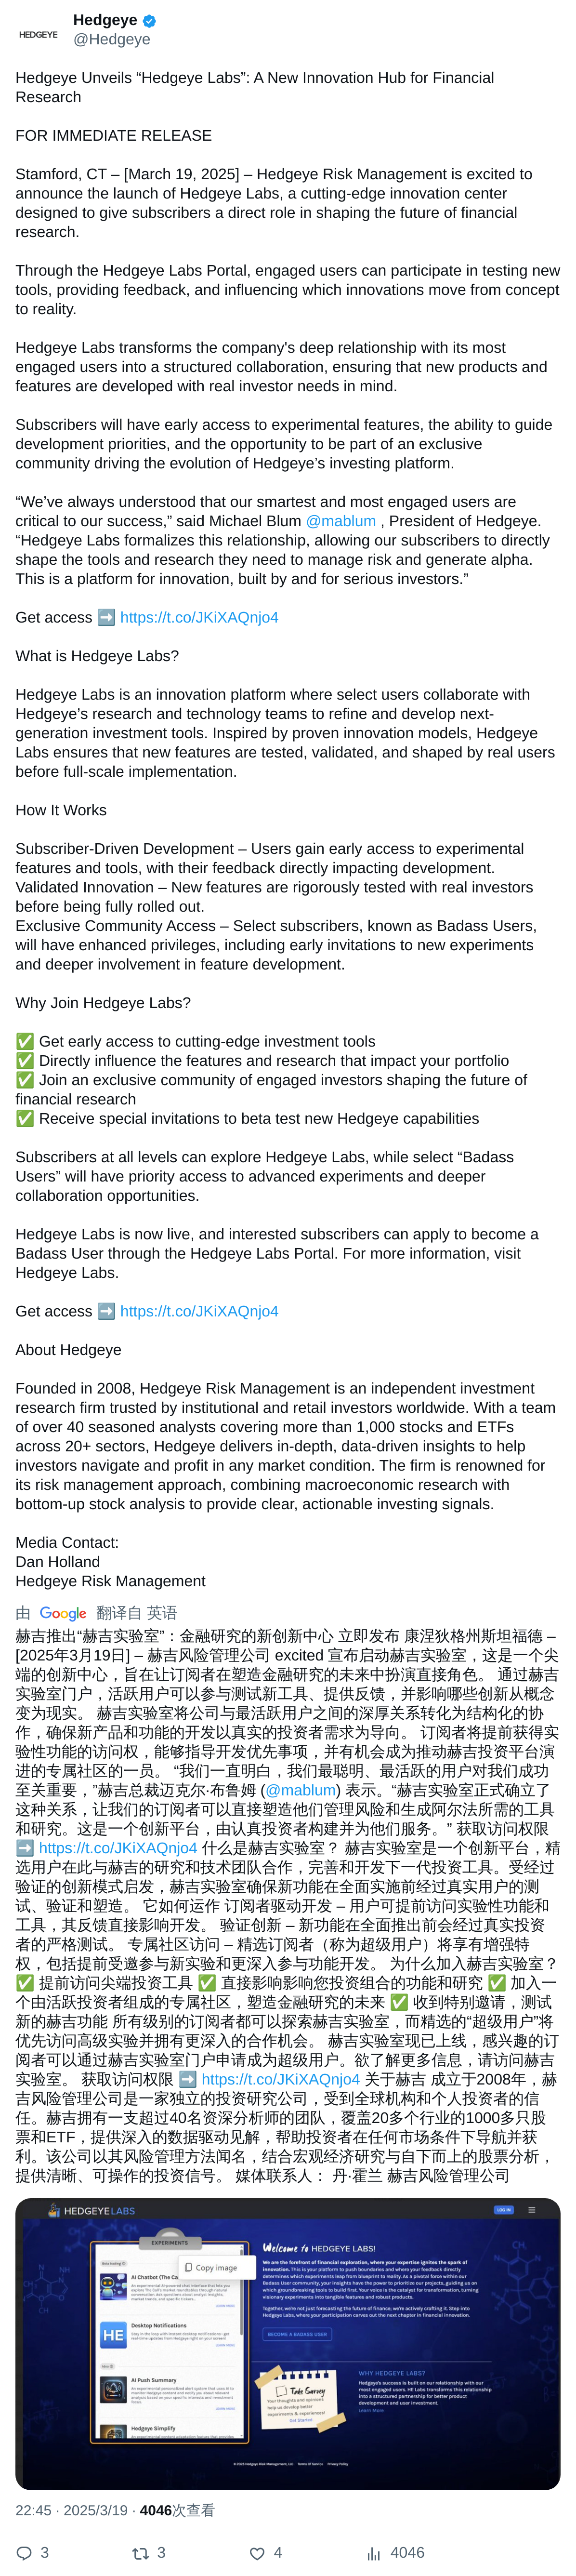 HEDGEYE
Hedgeye
@Hedgeye
Hedgeye Unveils “Hedgeye Labs”: A New Innovation Hub for Financial
Research
FOR IMMEDIATE RELEASE
Stamford, CT – [March 19, 2025] – Hedgeye Risk Management is excited to
announce the launch of Hedgeye Labs, a cutting-edge innovation center
designed to give subscribers a direct role in shaping the future of financial
research.
Through the Hedgeye Labs Portal, engaged users can participate in testing new
tools, providing feedback, and influencing which innovations move from concept
to reality.
Hedgeye Labs transforms the company's deep relationship with its most
engaged users into a structured collaboration, ensuring that new products and
features are developed with real investor needs in mind.
Subscribers will have early access to experimental features, the ability to guide
development priorities, and the opportunity to be part of an exclusive
community driving the evolution of Hedgeye’s investing platform.
“We’ve always understood that our smartest and most engaged users are
critical to our success,” said Michael Blum @mablum , President of Hedgeye.
“Hedgeye Labs formalizes this relationship, allowing our subscribers to directly
shape the tools and research they need to manage risk and generate alpha.
This is a platform for innovation, built by and for serious investors.”
Get access ➡️ https://t.co/JKiXAQnjo4
What is Hedgeye Labs?
Hedgeye Labs is an innovation platform where select users collaborate with
Hedgeye’s research and technology teams to refine and develop next-
generation investment tools. Inspired by proven innovation models, Hedgeye
Labs ensures that new features are tested, validated, and shaped by real users
before full-scale implementation.
How It Works
Subscriber-Driven Development – Users gain early access to experimental
features and tools, with their feedback directly impacting development.
Validated Innovation – New features are rigorously tested with real investors
before being fully rolled out.
Exclusive Community Access – Select subscribers, known as Badass Users,
will have enhanced privileges, including early invitations to new experiments
and deeper involvement in feature development.
Why Join Hedgeye Labs?
✅ Get early access to cutting-edge investment tools
✅ Directly influence the features and research that impact your portfolio
✅ Join an exclusive community of engaged investors shaping the future of
financial research
✅ Receive special invitations to beta test new Hedgeye capabilities
Subscribers at all levels can explore Hedgeye Labs, while select “Badass
Users” will have priority access to advanced experiments and deeper
collaboration opportunities.
Hedgeye Labs is now live, and interested subscribers can apply to become a
Badass User through the Hedgeye Labs Portal. For more information, visit
Hedgeye Labs.
Get access ➡️ https://t.co/JKiXAQnjo4
About Hedgeye
Founded in 2008, Hedgeye Risk Management is an independent investment
research firm trusted by institutional and retail investors worldwide. With a team
of over 40 seasoned analysts covering more than 1,000 stocks and ETFs
across 20+ sectors, Hedgeye delivers in-depth, data-driven insights to help
investors navigate and profit in any market condition. The firm is renowned for
its risk management approach, combining macroeconomic research with
bottom-up stock analysis to provide clear, actionable investing signals.
Media Contact:
Dan Holland
Hedgeye Risk Management
由 Google 翻译自 英语
赫吉推出“赫吉实验室”：金融研究的新创新中心 立即发布 康涅狄格州斯坦福德 –
[2025年3月19日] – 赫吉风险管理公司 excited 宣布启动赫吉实验室，这是一个尖
端的创新中心，旨在让订阅者在塑造金融研究的未来中扮演直接角色。 通过赫吉
实验室门户，活跃用户可以参与测试新工具、提供反馈，并影响哪些创新从概念
变为现实。 赫吉实验室将公司与最活跃用户之间的深厚关系转化为结构化的协
作，确保新产品和功能的开发以真实的投资者需求为导向。 订阅者将提前获得实
验性功能的访问权，能够指导开发优先事项，并有机会成为推动赫吉投资平台演
进的专属社区的一员。 “我们一直明白，我们最聪明、最活跃的用户对我们成功
至关重要，”赫吉总裁迈克尔·布鲁姆 (@mablum) 表示。“赫吉实验室正式确立了
这种关系，让我们的订阅者可以直接塑造他们管理风险和生成阿尔法所需的工具
和研究。这是一个创新平台，由认真投资者构建并为他们服务。” 获取访问权限
➡️ https://t.co/JKiXAQnjo4 什么是赫吉实验室？ 赫吉实验室是一个创新平台，精
选用户在此与赫吉的研究和技术团队合作，完善和开发下一代投资工具。受经过
验证的创新模式启发，赫吉实验室确保新功能在全面实施前经过真实用户的测
试、验证和塑造。 它如何运作 订阅者驱动开发 – 用户可提前访问实验性功能和
工具，其反馈直接影响开发。 验证创新 – 新功能在全面推出前会经过真实投资
者的严格测试。 专属社区访问 – 精选订阅者（称为超级用户）将享有增强特
权，包括提前受邀参与新实验和更深入参与功能开发。 为什么加入赫吉实验室？
✅ 提前访问尖端投资工具 ✅ 直接影响影响您投资组合的功能和研究 ✅ 加入一
个由活跃投资者组成的专属社区，塑造金融研究的未来 ✅ 收到特别邀请，测试
新的赫吉功能 所有级别的订阅者都可以探索赫吉实验室，而精选的“超级用户”将
优先访问高级实验并拥有更深入的合作机会。 赫吉实验室现已上线，感兴趣的订
阅者可以通过赫吉实验室门户申请成为超级用户。欲了解更多信息，请访问赫吉
实验室。 获取访问权限 ➡️ https://t.co/JKiXAQnjo4 关于赫吉 成立于2008年，赫
吉风险管理公司是一家独立的投资研究公司，受到全球机构和个人投资者的信
任。赫吉拥有一支超过40名资深分析师的团队，覆盖20多个行业的1000多只股
票和ETF，提供深入的数据驱动见解，帮助投资者在任何市场条件下导航并获
利。该公司以其风险管理方法闻名，结合宏观经济研究与自下而上的股票分析，
提供清晰、可操作的投资信号。 媒体联系人： 丹·霍兰 赫吉风险管理公司
HEDGEYE LABS
LOG IN
EXPERIMENTS
Copy image
AI Chatbot (The Ca
LEARN MORE
HE
Desktop Notifications
LEARN MORE
AI Push Summary
LEARN MORE
Hedgeye Simplify
Welcome to HEDGEYE LABS!
We are the forefront of financial exploration, where your expertise ignites the spark of
innovation.
BECOME A BADASS USER
Take Survey
Your thoughts and opinions
help us develop better
experiments & experiences!
Get Started
WHY HEDGEYE LABS?
Hedgeye's success is built on our relationship with our
most engaged users. HE Labs transforms this relationship
into a structured partnership for better product
development and user investment.
Learn More
22:45 · 2025/3/19 · 4046次查看
3
3
4
4046